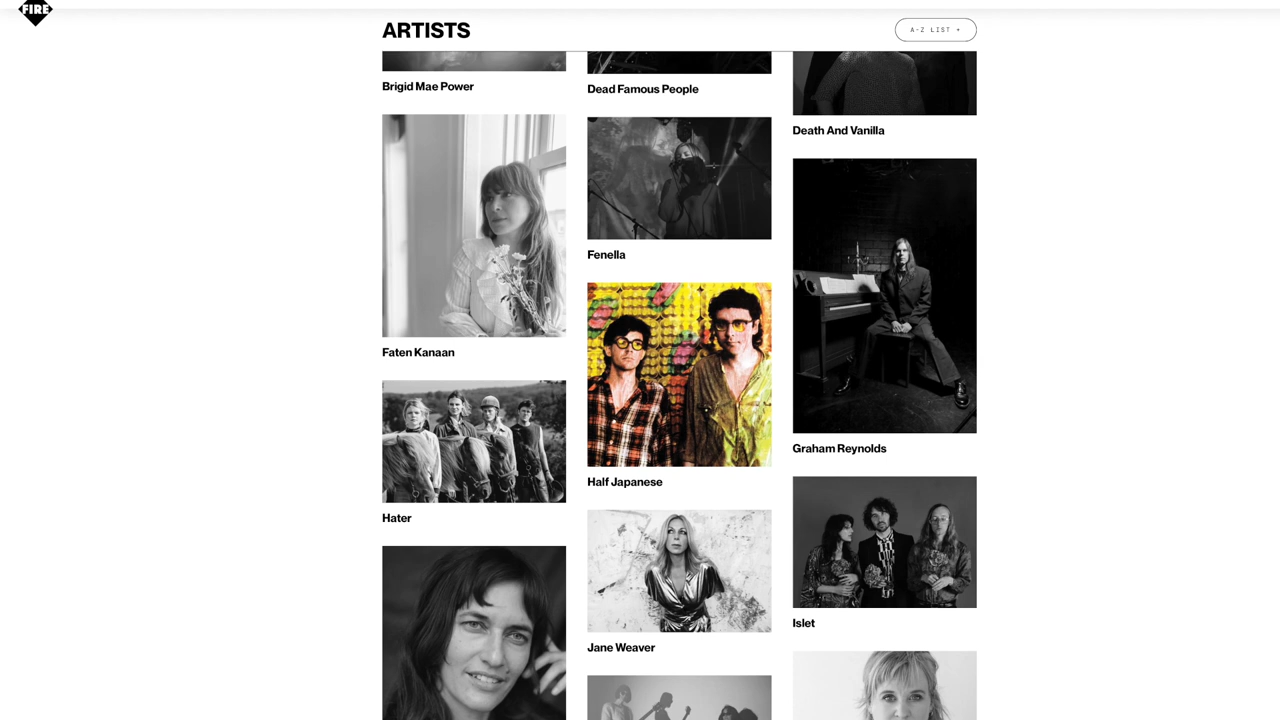 FIRE
ARTISTS
A-Z LIST +
Brigid Mae Power
Dead Famous People
Death And Vanilla
Faten Kanaan
Fenella
Graham Reynolds
Half Japanese
Hater
Islet
Jane Weaver